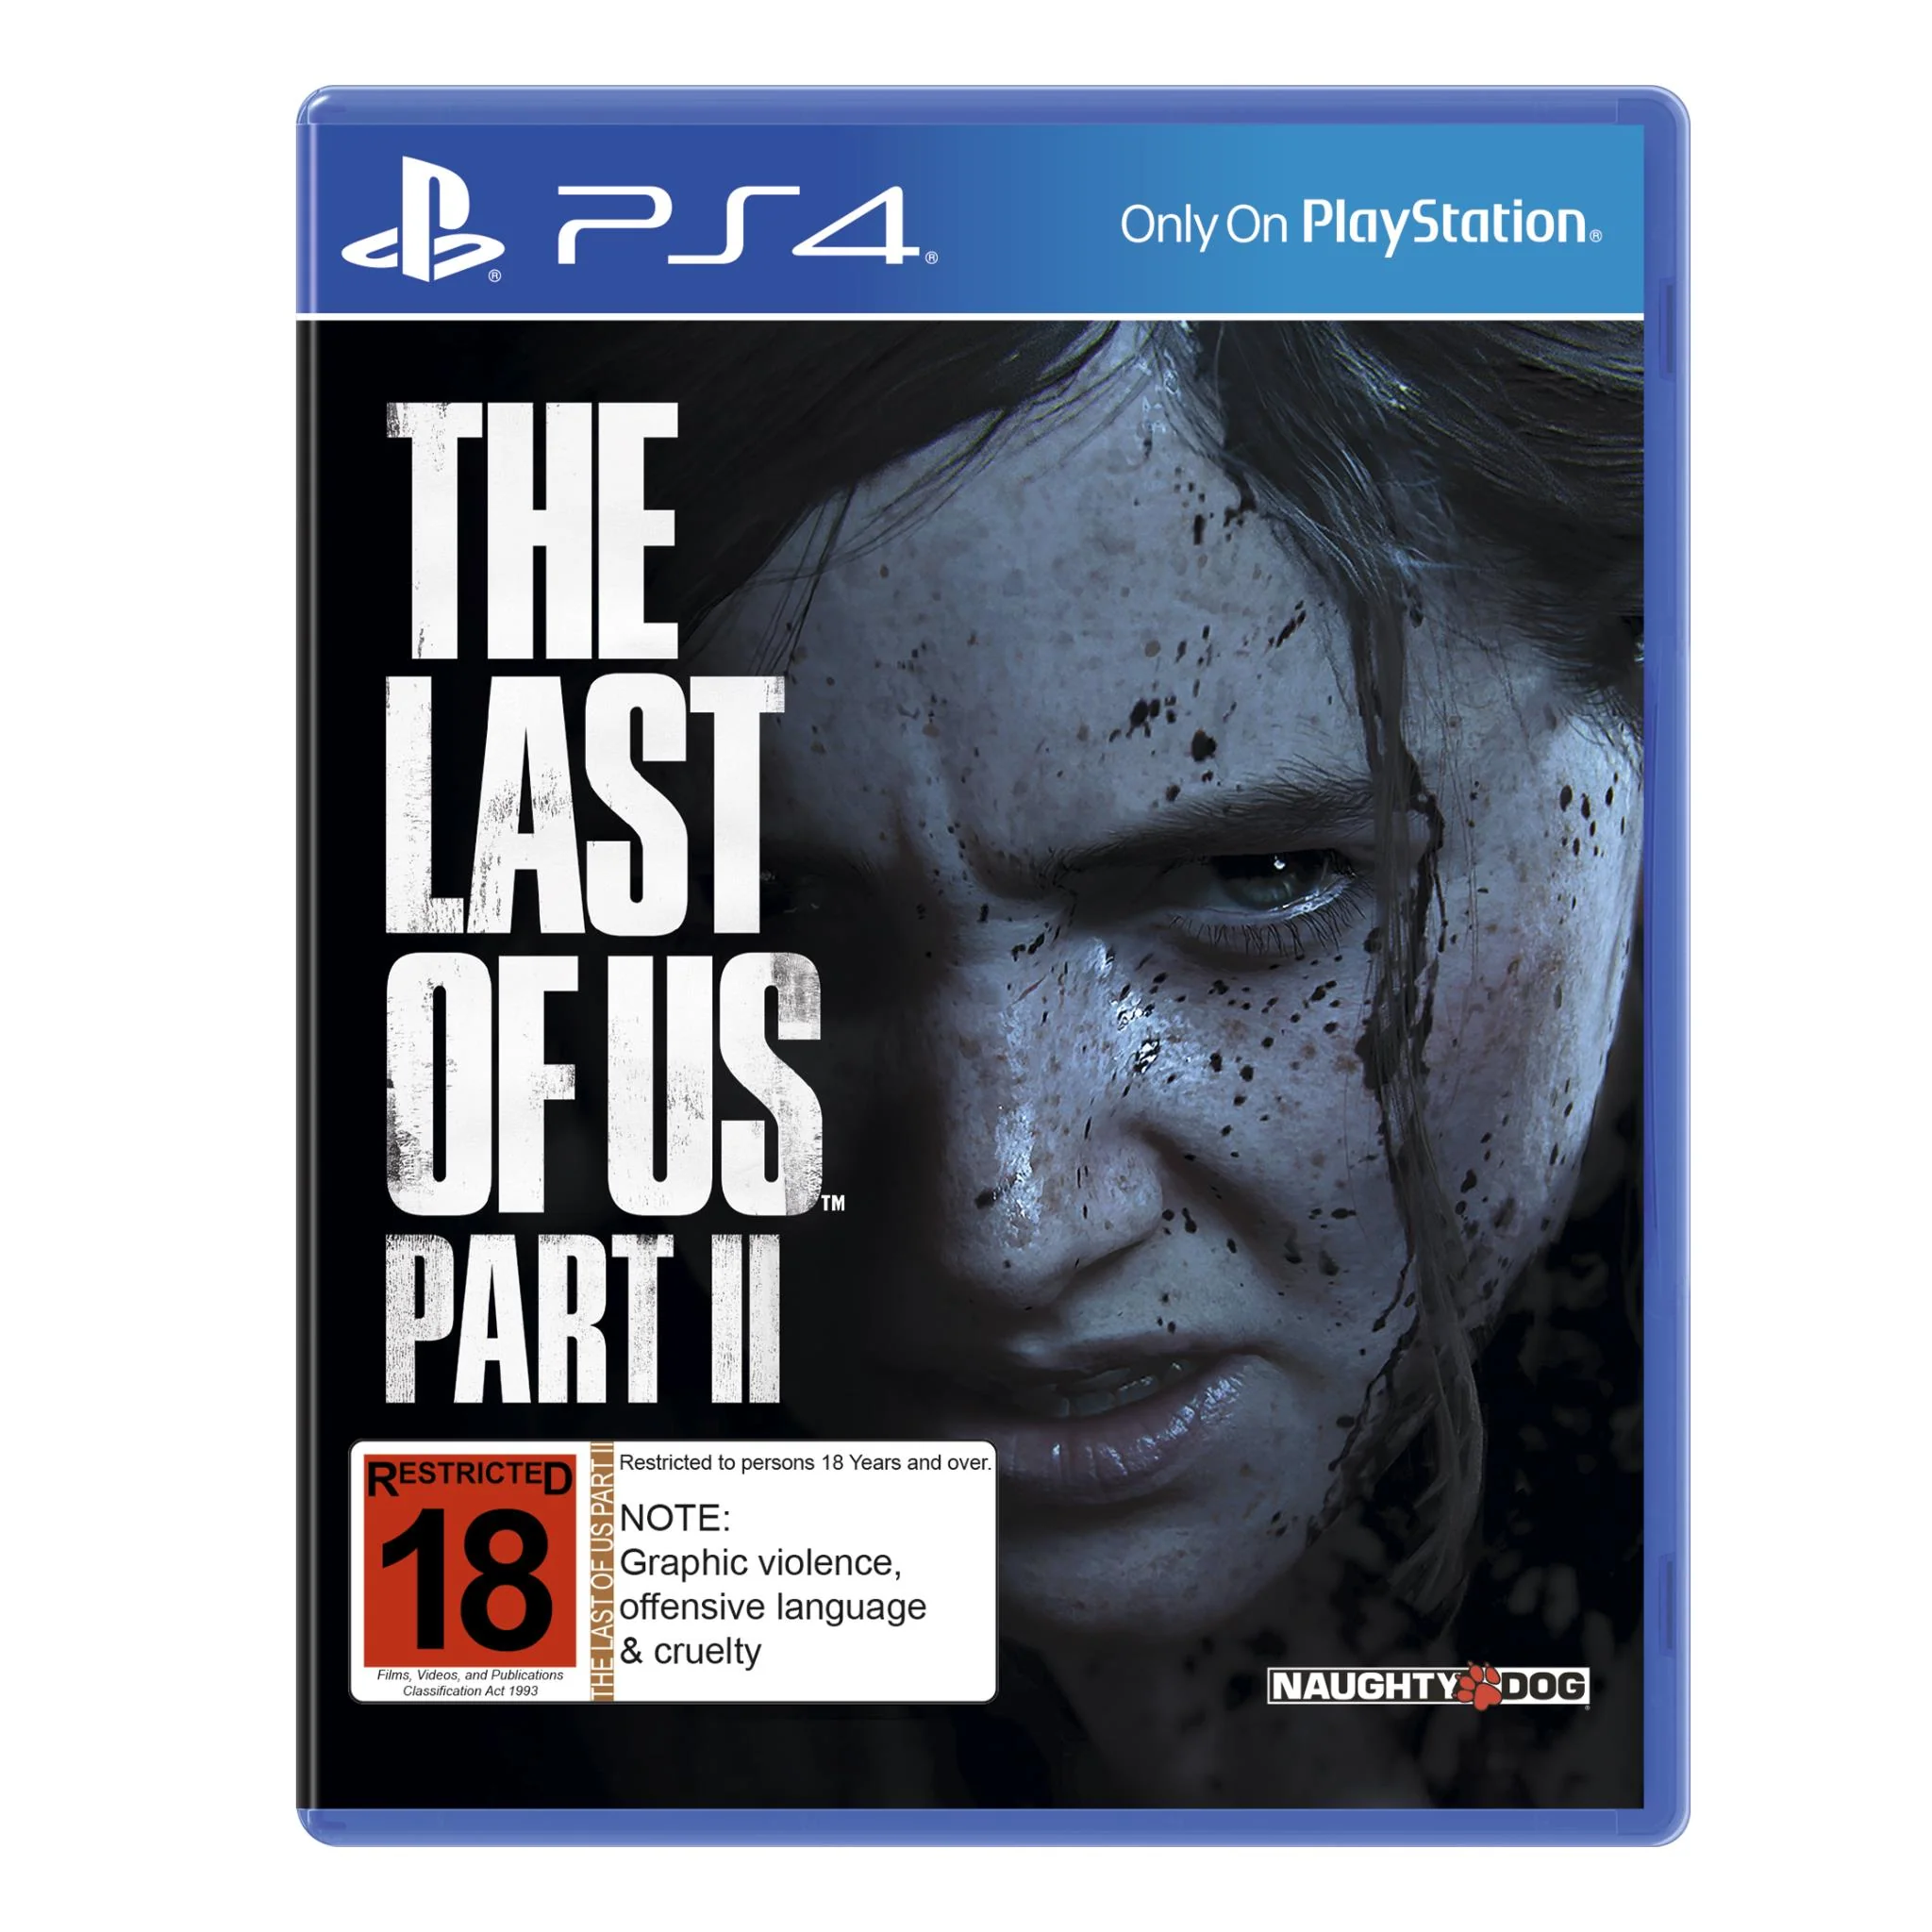 PS4®
Only On PlayStation®
THE
LAST
OF US™
PART II
RESTRICTED
18
Films, Videos, and Publications
Classification Act 1993
THE LAST OF US PART II
Restricted to persons 18 Years and over.
NOTE:
Graphic violence,
offensive language
& cruelty
NAUGHTY DOG